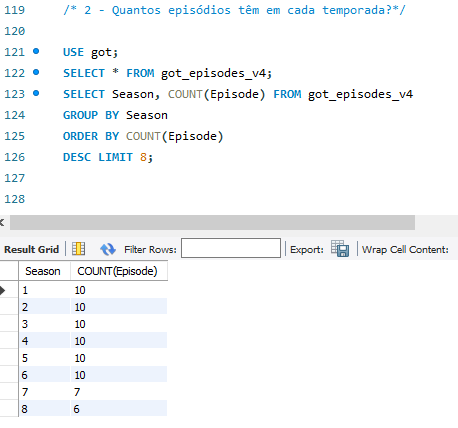 119 /* 2 - Quantos episódios têm em cada temporada?*/
120
121 USE got;
122 SELECT * FROM got_episodes_v4;
123 SELECT Season, COUNT(Episode) FROM got_episodes_v4
124 GROUP BY Season
125 ORDER BY COUNT(Episode)
126 DESC LIMIT 8;
127
128
Result Grid Filter Rows: Export: Wrap Cell Content:
Season COUNT(Episode)
1 10
2 10
3 10
4 10
5 10
6 10
7 7
8 6